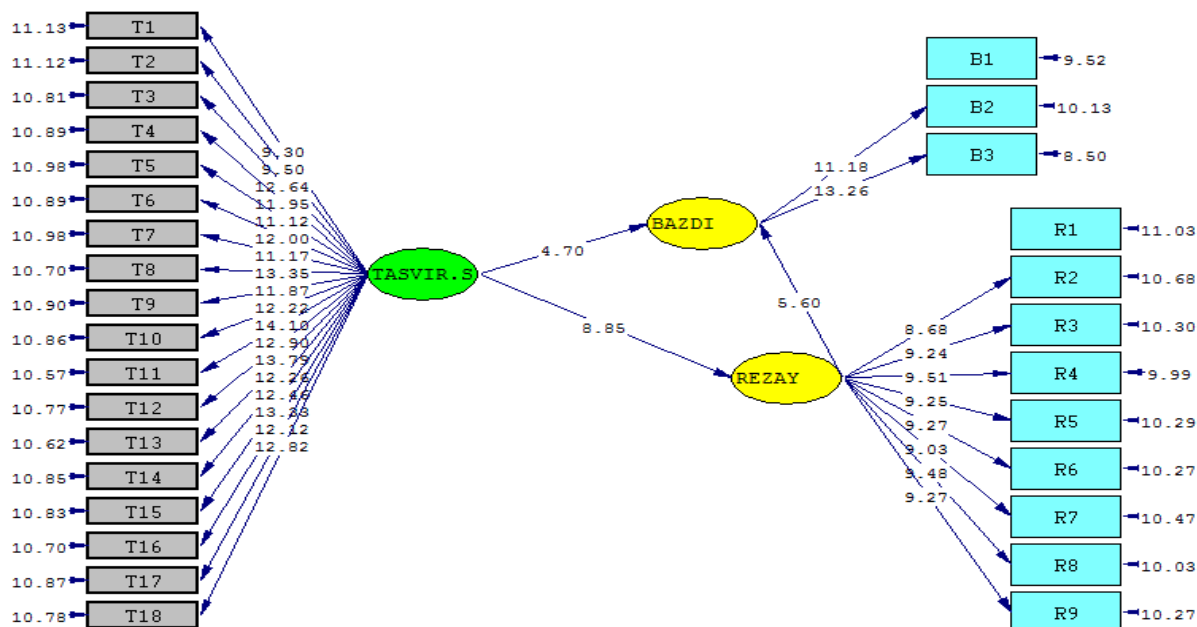 11.13 T1
11.12 T2
10.81 T3
10.89 T4
10.98 T5
10.89 T6
10.98 T7
10.70 T8
10.90 T9
10.86 T10
10.57 T11
10.77 T12
10.62 T13
10.85 T14
10.83 T15
10.70 T16
10.87 T17
10.78 T18
9.30
9.50
12.64
11.95
11.12
12.00
11.17
13.35
11.87
12.22
14.10
12.90
13.79
12.26
12.46
13.33
12.12
12.82
TASVIR.S
4.70
8.85
BAZDI
5.60
REZAY
11.18
13.26
B1 9.52
B2 10.13
B3 8.50
8.68
9.24
9.51
9.25
9.27
9.03
9.48
9.27
R1 11.03
R2 10.68
R3 10.30
R4 9.99
R5 10.29
R6 10.27
R7 10.47
R8 10.03
R9 10.27